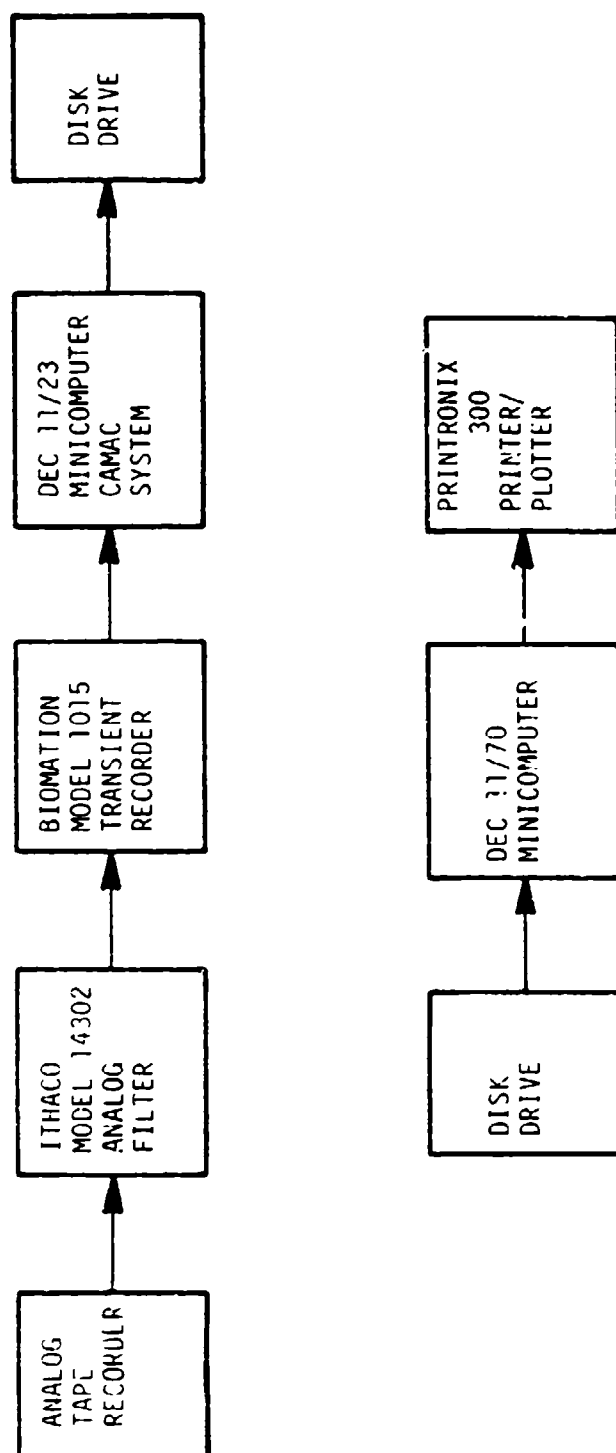 ANALOG
TAPE
RECORDER
ITHACO
MODEL 14302
ANALOG
FILTER
BIOMATION
MODEL 1015
TRANSIENT
RECORDER
DEC 11/23
MINICOMPUTER
CAMAC
SYSTEM
DISK
DRIVE
DISK
DRIVE
DEC 11/70
MINICOMPUTER
PRINTRONIX
300
PRINTER/
PLOTTER